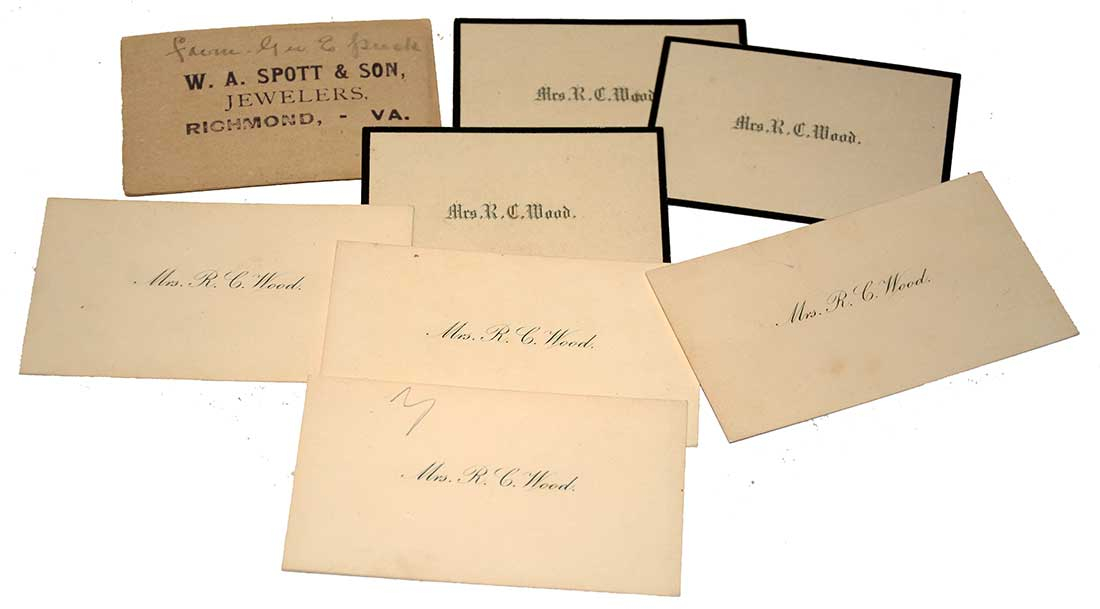 from
W. A. SPOTT & SON,
JEWELERS,
RICHMOND, - VA.
Mrs. R. C. Wood
Mrs. R. C. Wood.
Mrs. R. C. Wood.
Mrs. R. C. Wood.
Mrs. R. C. Wood.
Mrs. R. C. Wood.
Mrs. R. C. Wood.